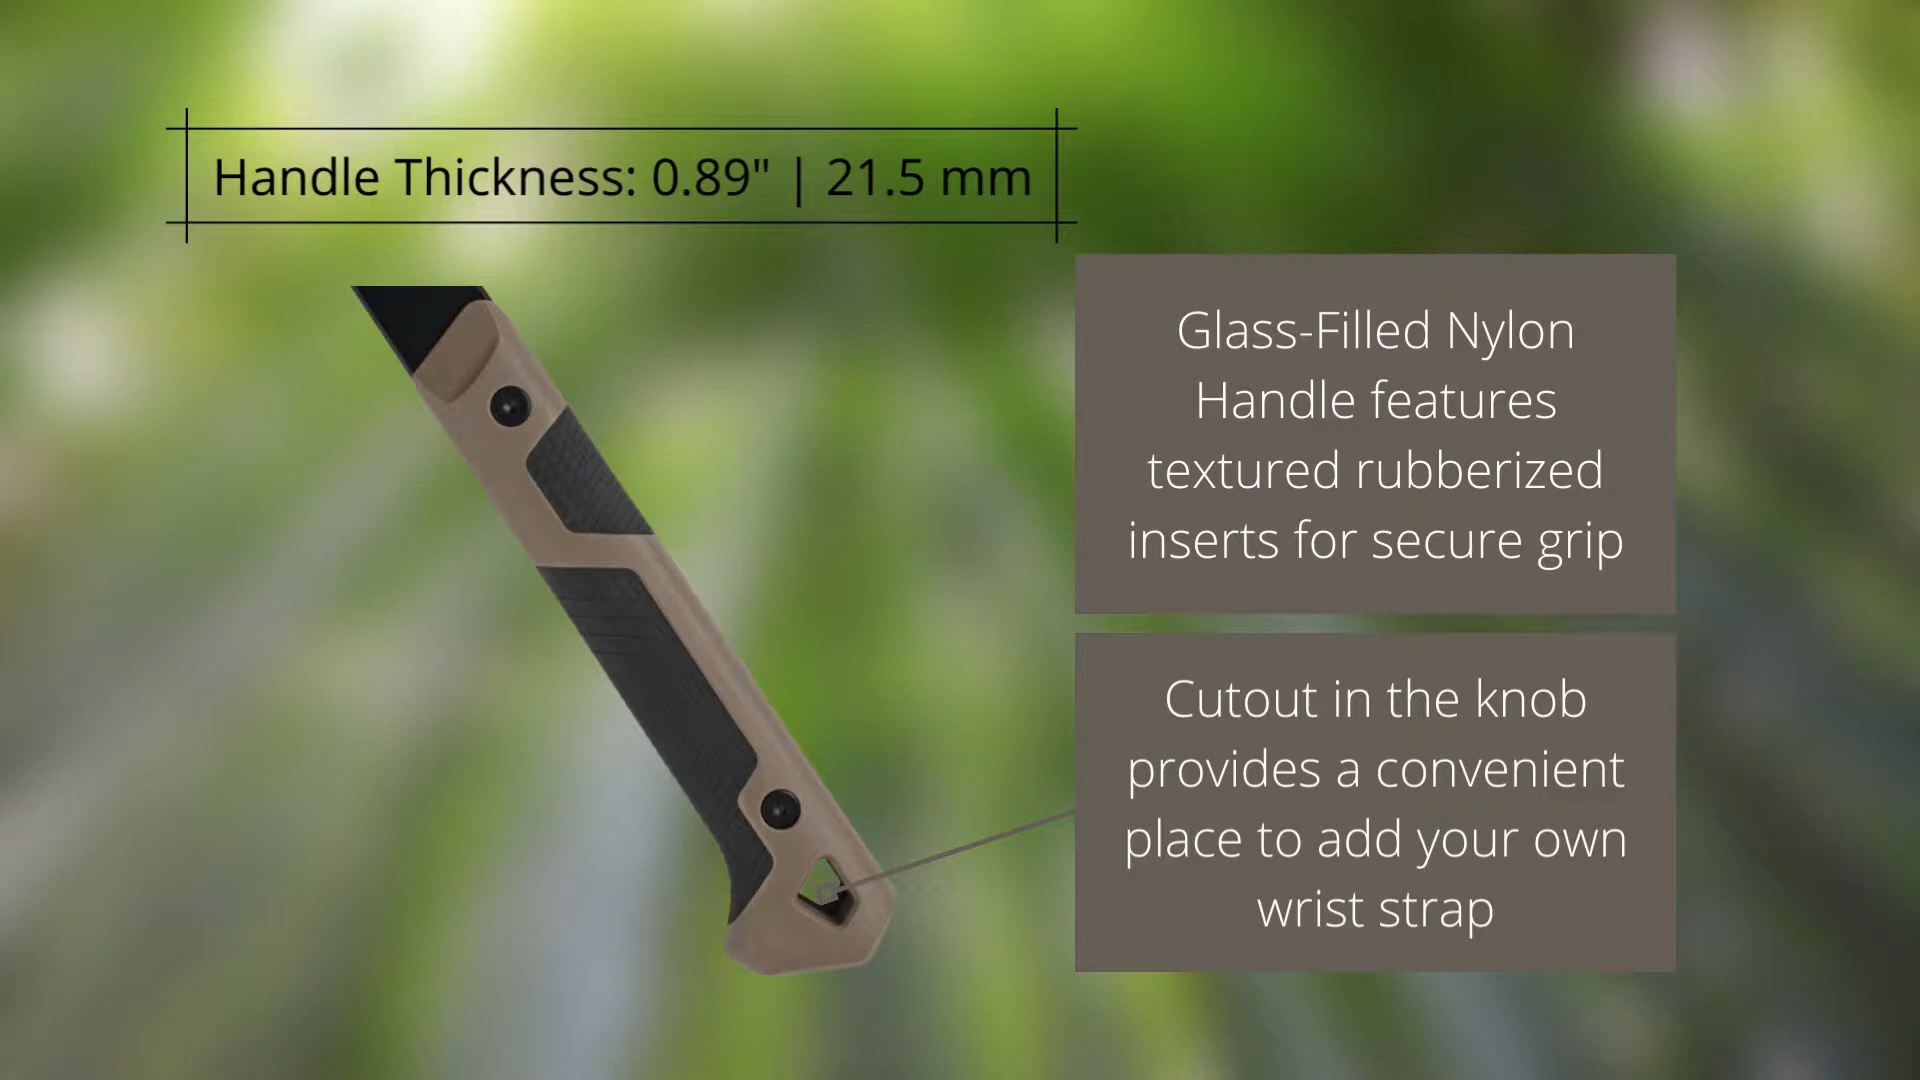 Handle Thickness: 0.89" | 21.5 mm
Glass-Filled Nylon
Handle features
textured rubberized
inserts for secure grip
Cutout in the knob
provides a convenient
place to add your own
wrist strap